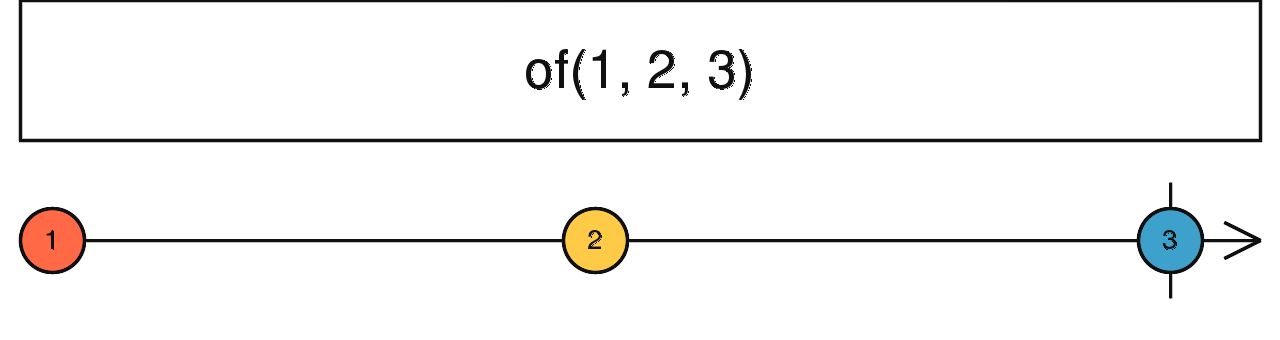 of(1, 2, 3)
1 2 3